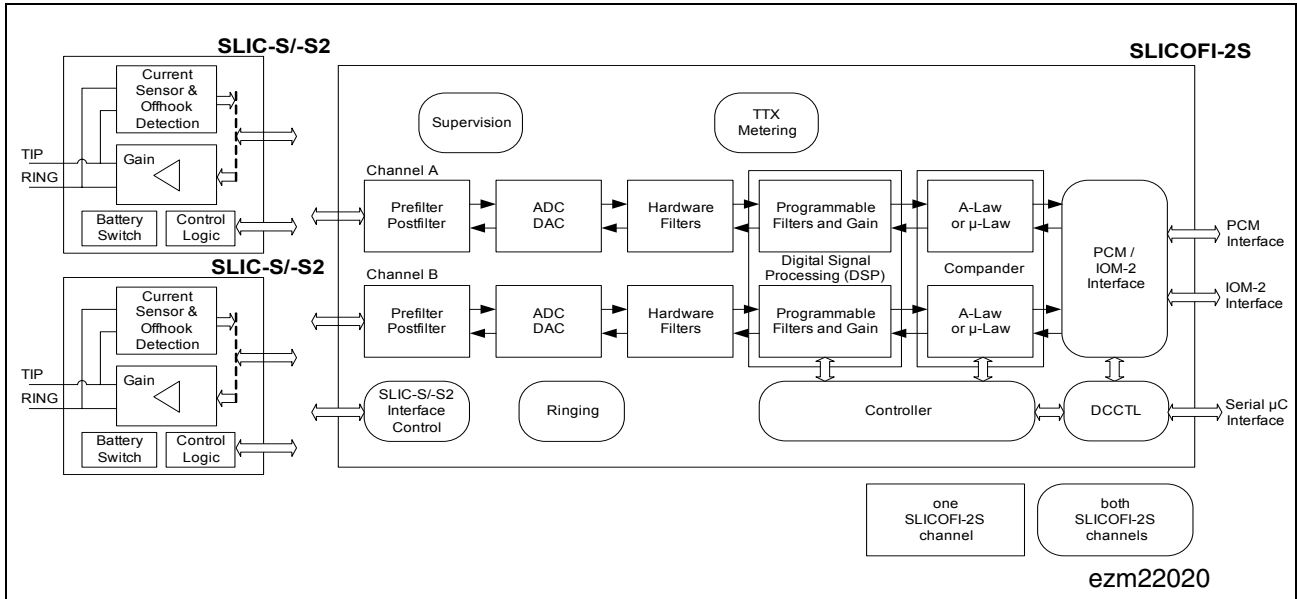 SLIC-S/-S2
Current
Sensor &
Offhook
Detection
TIP
RING
Gain
Battery
Switch
Control
Logic
SLIC-S/-S2
Current
Sensor &
Offhook
Detection
TIP
RING
Gain
Battery
Switch
Control
Logic
SLICOFI-2S
Supervision
TTX
Metering
Channel A
Prefilter
Postfilter
ADC
DAC
Hardware
Filters
Programmable
Filters and Gain
A-Law
or µ-Law
PCM /
IOM-2
Interface
PCM
Interface
IOM-2
Interface
Digital Signal
Processing (DSP)
Compander
Channel B
Prefilter
Postfilter
ADC
DAC
Hardware
Filters
Programmable
Filters and Gain
A-Law
or µ-Law
SLIC-S/-S2
Interface
Control
Ringing
Controller
DCCTL
Serial µC
Interface
one
SLICOFI-2S
channel
both
SLICOFI-2S
channels
ezm22020